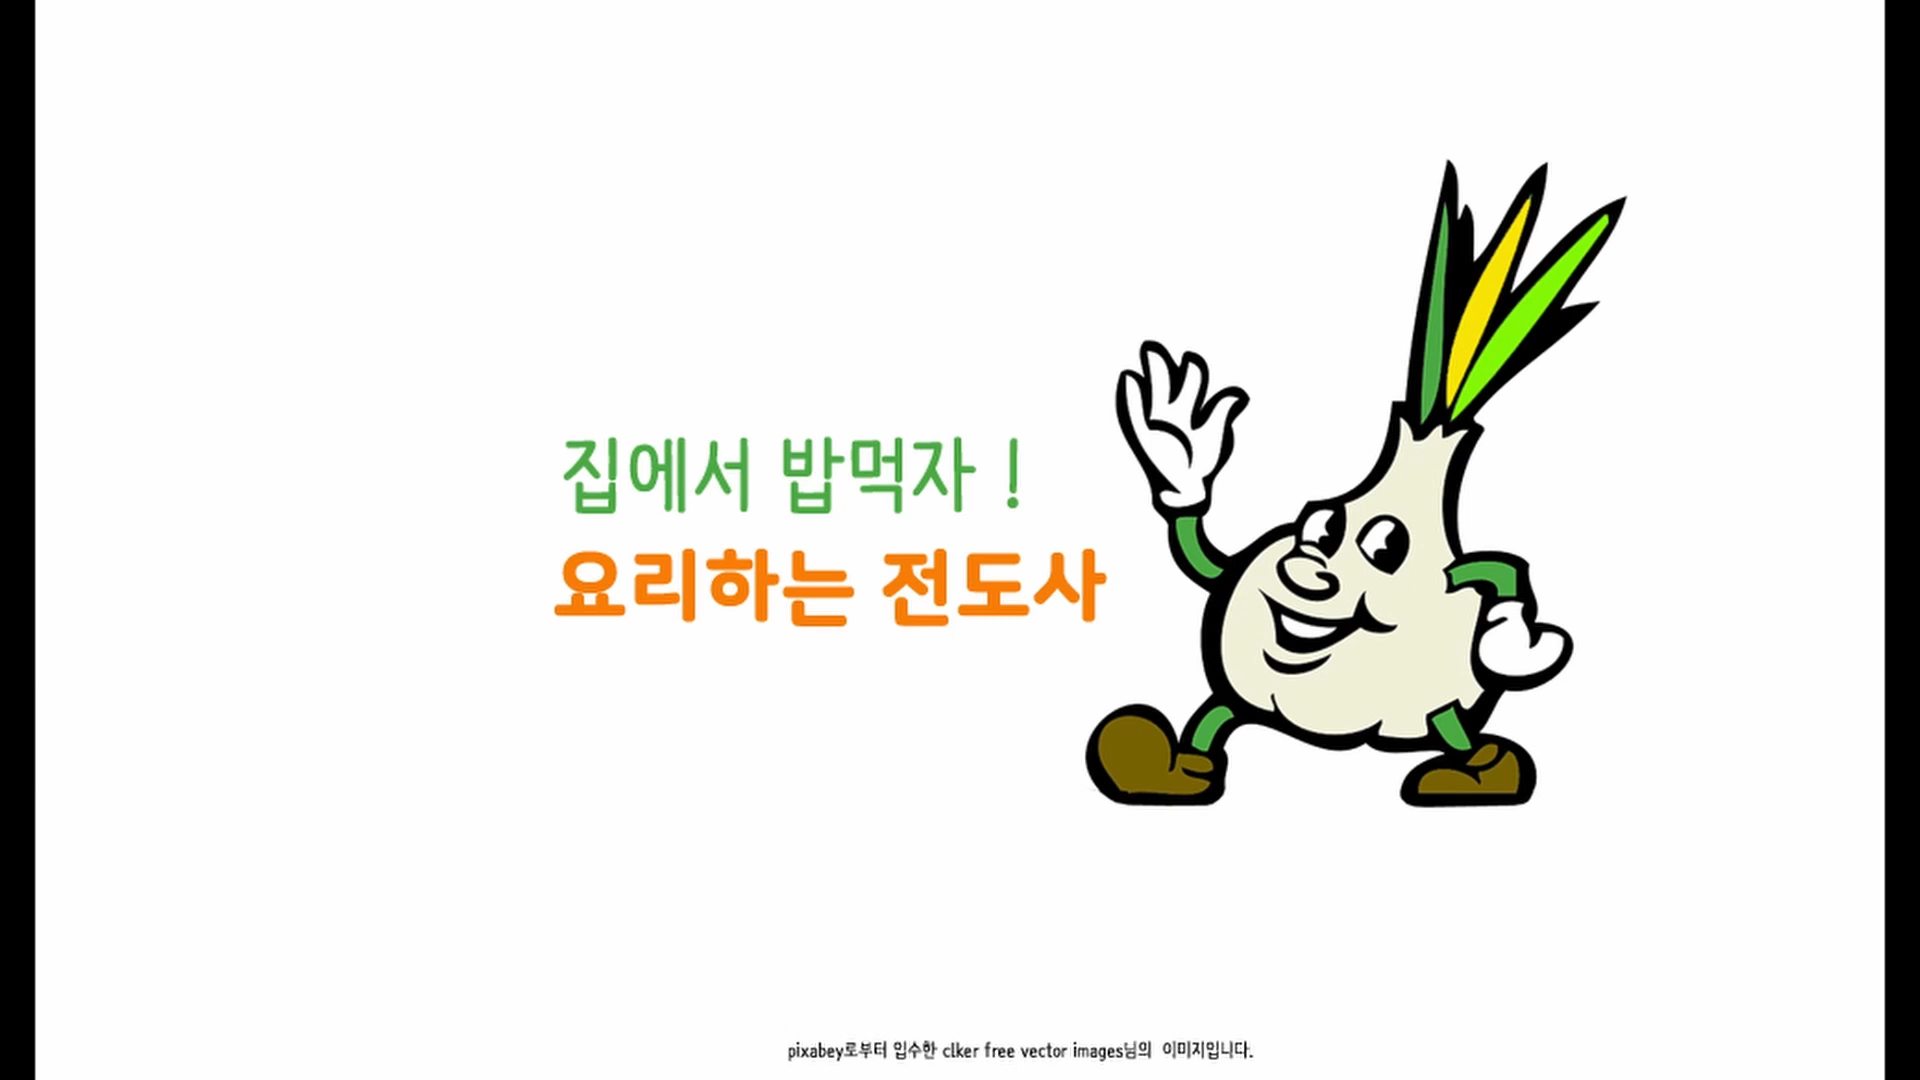 집에서 밥먹자 !
요리하는 전도사
pixabey로부터 입수한 clker free vector images님의 이미지입니다.